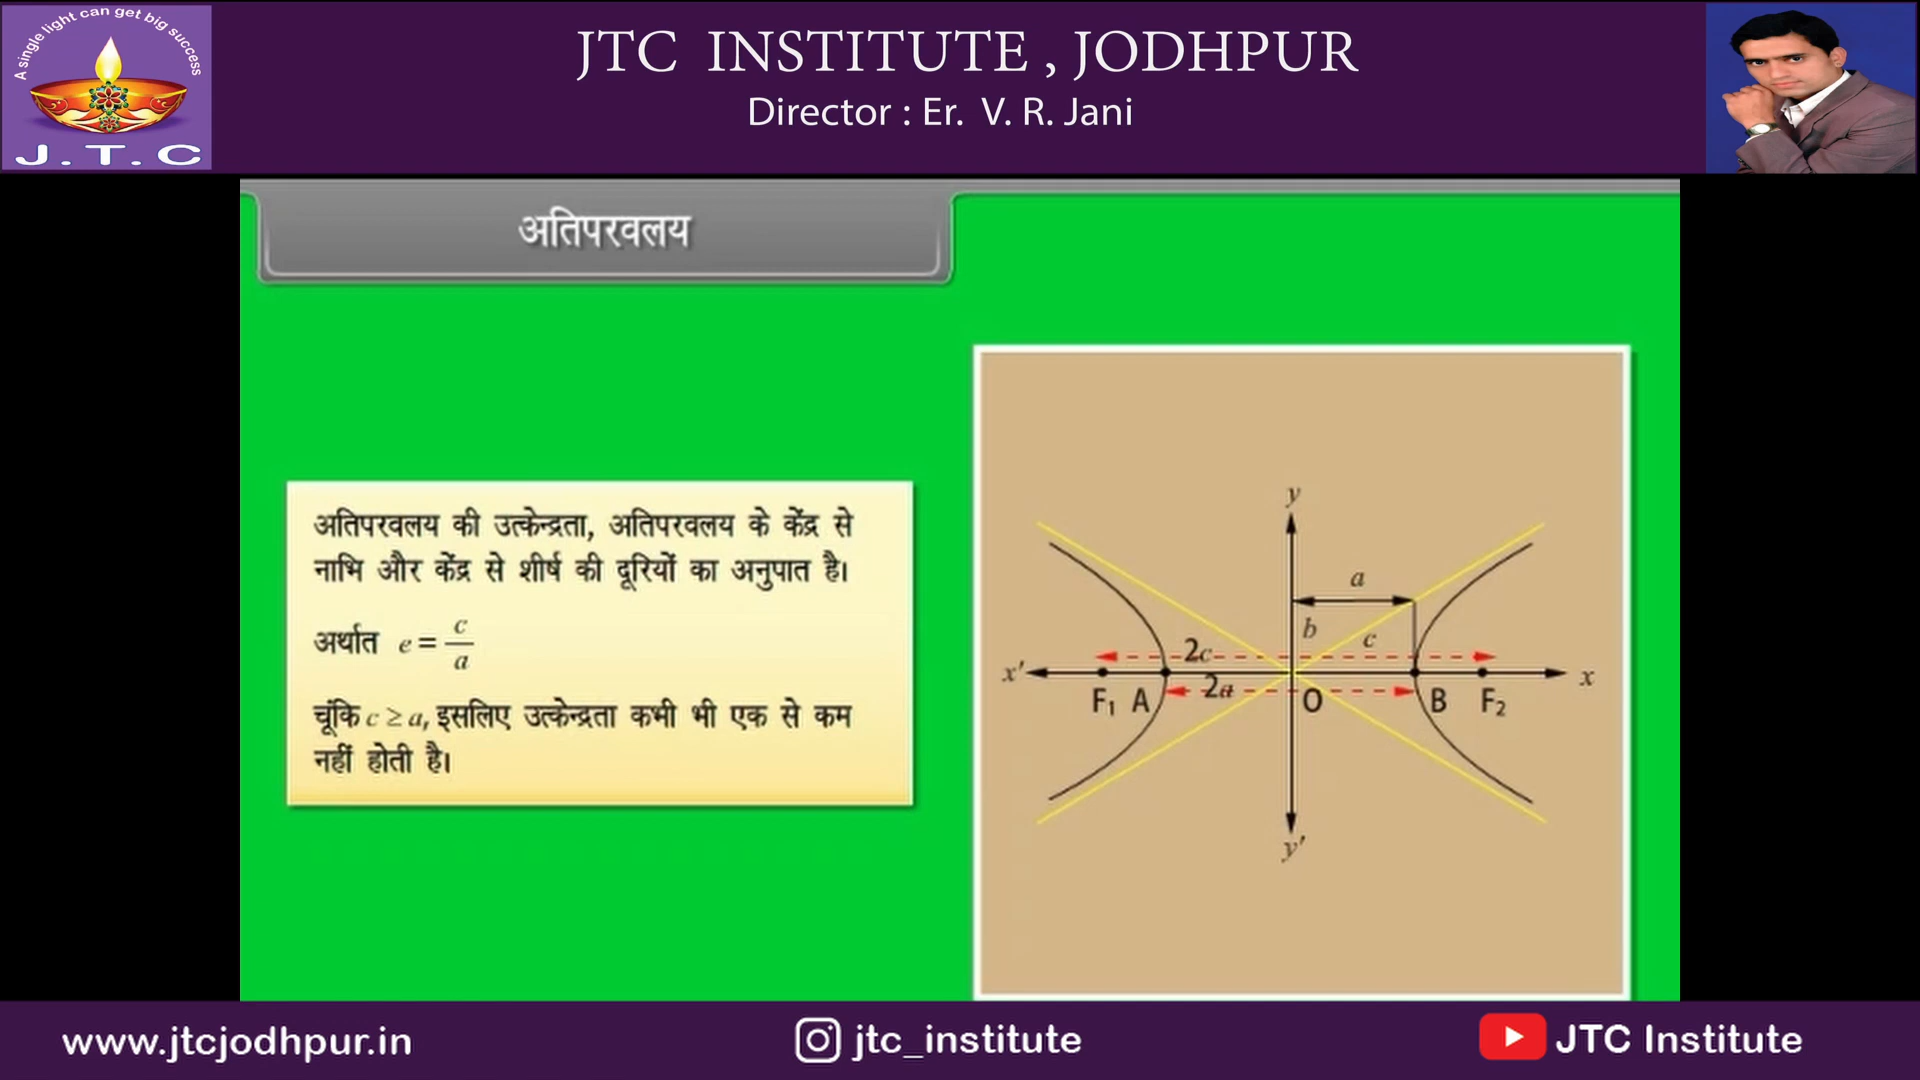 A single light can get big success
J.T.C
JTC INSTITUTE , JODHPUR
Director : Er. V. R. Jani
अतिपरवलय
अतिपरवलय की उत्केन्द्रता, अतिपरवलय के केंद्र से
नाभि और केंद्र से शीर्ष की दूरियों का अनुपात है।
अर्थात e = c/a
चूंकि c ≥ a, इसलिए उत्केन्द्रता कभी भी एक से कम
नहीं होती है।
y
a
b
c
2c
x'
x
2a
F₁ A
O
B F₂
y'
www.jtcjodhpur.in
jtc_institute
JTC Institute